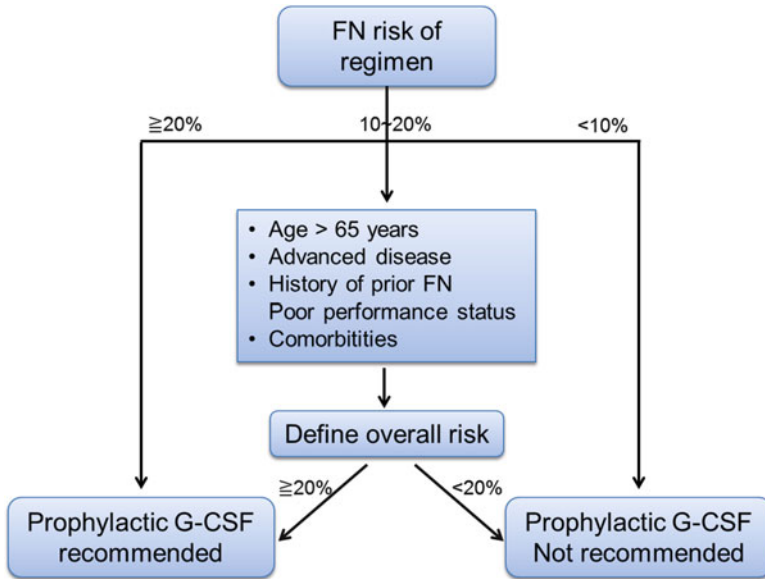 FN risk of
regimen
≧20%
10~20%
<10%
• Age > 65 years
• Advanced disease
• History of prior FN
Poor performance status
• Comorbitities
Define overall risk
≧20%
<20%
Prophylactic G-CSF
recommended
Prophylactic G-CSF
Not recommended